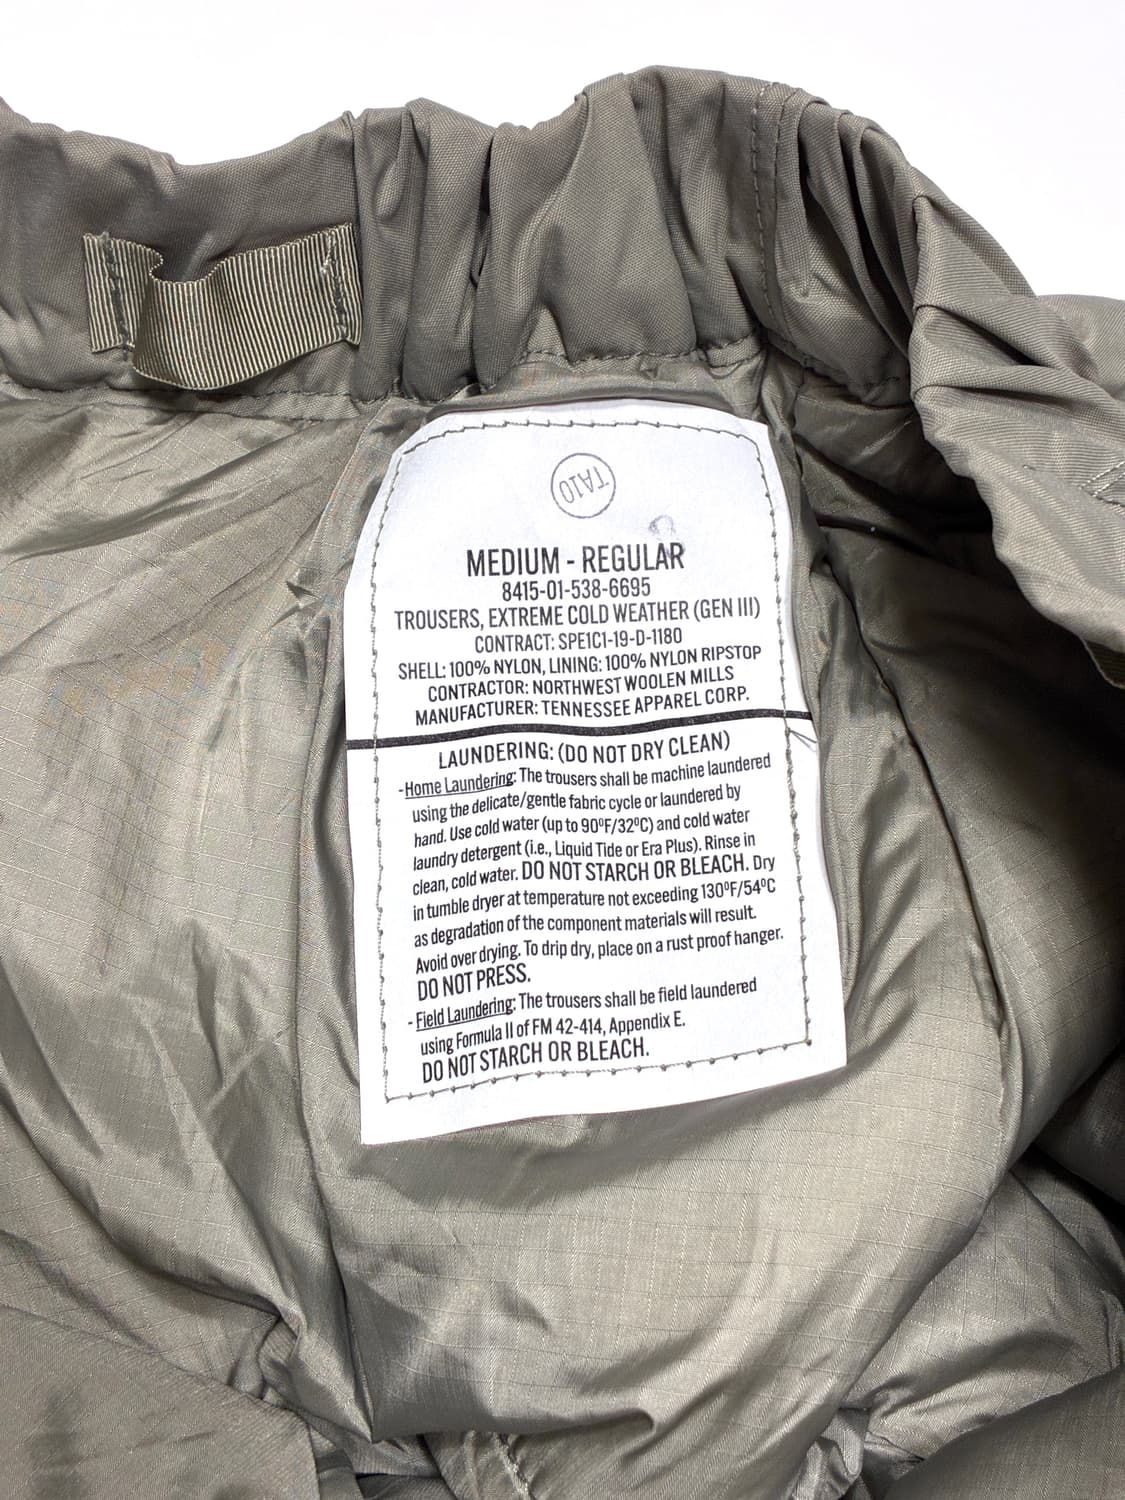 TA10
MEDIUM - REGULAR
8415-01-538-6695
TROUSERS, EXTREME COLD WEATHER (GEN III)
CONTRACT: SPE1C1-19-D-1180
SHELL: 100% NYLON, LINING: 100% NYLON RIPSTOP
CONTRACTOR: NORTHWEST WOOLEN MILLS
MANUFACTURER: TENNESSEE APPAREL CORP.
LAUNDERING: (DO NOT DRY CLEAN)
-Home Laundering: The trousers shall be machine laundered
using the delicate/gentle fabric cycle or laundered by
hand. Use cold water (up to 90ºF/32ºC) and cold water
laundry detergent (i.e., Liquid Tide or Era Plus). Rinse in
clean, cold water. DO NOT STARCH OR BLEACH. Dry
in tumble dryer at temperature not exceeding 130ºF/54ºC
as degradation of the component materials will result.
Avoid over drying. To drip dry, place on a rust proof hanger.
DO NOT PRESS.
- Field Laundering: The trousers shall be field laundered
using Formula II of FM 42-414, Appendix E.
DO NOT STARCH OR BLEACH.